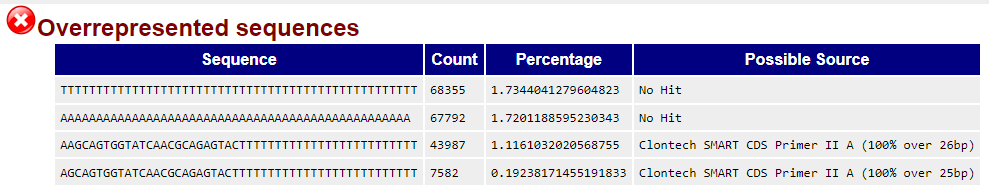 Overrepresented sequences
Sequence Count Percentage Possible Source
TTTTTTTTTTTTTTTTTTTTTTTTTTTTTTTTTTTTTTTTTTTTTTTTTT 68355 1.7344041279604823 No Hit
AAAAAAAAAAAAAAAAAAAAAAAAAAAAAAAAAAAAAAAAAAAAAAAAA 67792 1.7201188595230343 No Hit
AAGCAGTGGTATCAACGCAGAGTACTTTTTTTTTTTTTTTTTTTTTTTTT 43987 1.1161032020568755 Clontech SMART CDS Primer II A (100% over 26bp)
AGCAGTGGTATCAACGCAGAGTACTTTTTTTTTTTTTTTTTTTTTTTTTT 7582 0.19238171455191833 Clontech SMART CDS Primer II A (100% over 25bp)